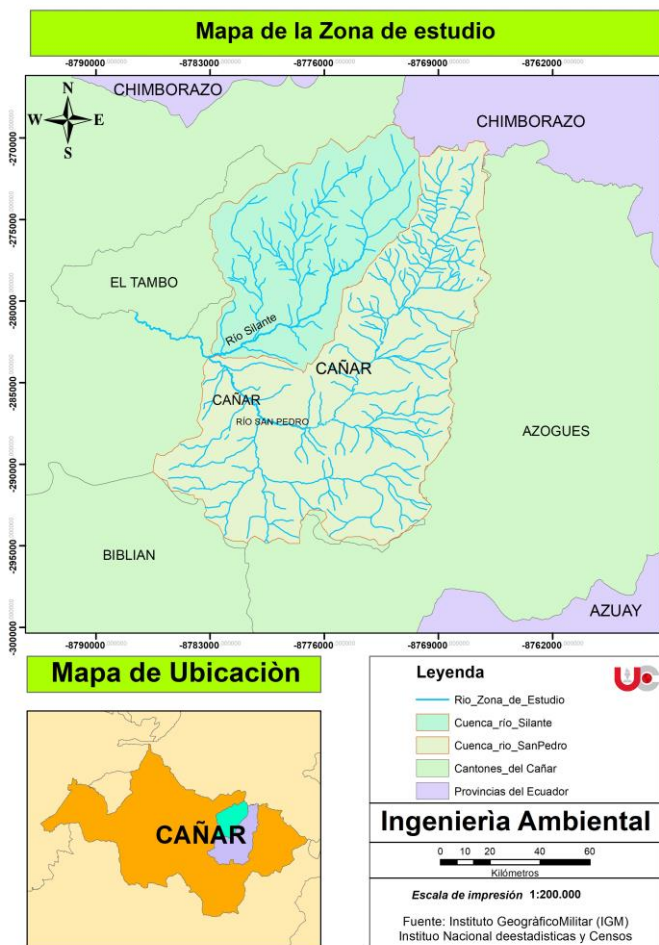 Mapa de la Zona de estudio
-8790000 -8783000 -8776000 -8769000 -8762000
N
W E
S
CHIMBORAZO
CHIMBORAZO
-270000
-275000
-280000
-285000
-290000
-295000
-300000
EL TAMBO
Río Silante
CAÑAR
CAÑAR
RÍO SAN PEDRO
AZOGUES
BIBLIAN
AZUAY
-8790000 -8783000 -8776000 -8769000 -8762000
Mapa de Ubicaciòn
CAÑAR
Leyenda
UC
Rio_Zona_de_Estudio
Cuenca_río_Silante
Cuenca_rio_SanPedro
Cantones_del Cañar
Provincias del Ecuador
Ingenierìa Ambiental
0 10 20 40 60
Kilómetros
Escala de impresión 1:200.000
Fuente: Instituto GeogràficoMilitar (IGM)
Instituo Nacional deestadisticas y Censos